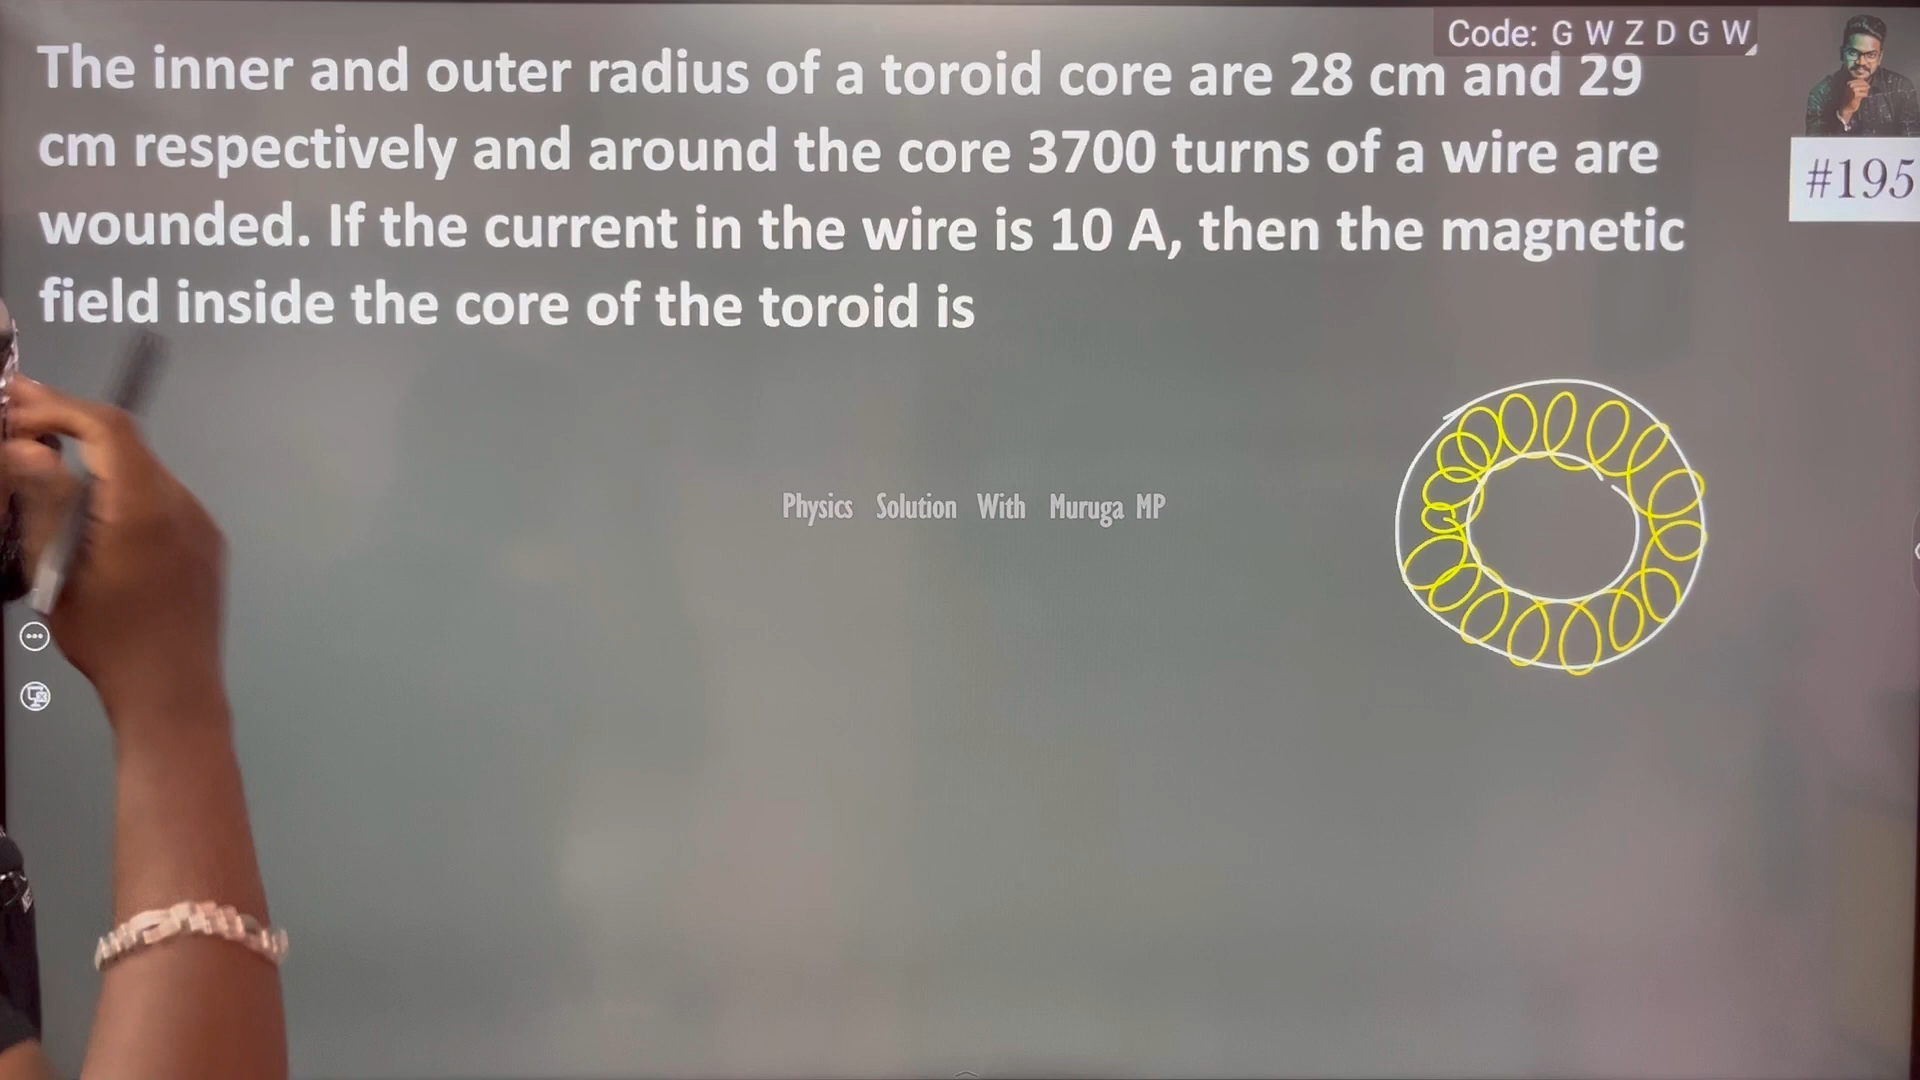 Code: G W Z D G W
The inner and outer radius of a toroid core are 28 cm and 29
cm respectively and around the core 3700 turns of a wire are
wounded. If the current in the wire is 10 A, then the magnetic
field inside the core of the toroid is
#195
Physics Solution With Muruga MP